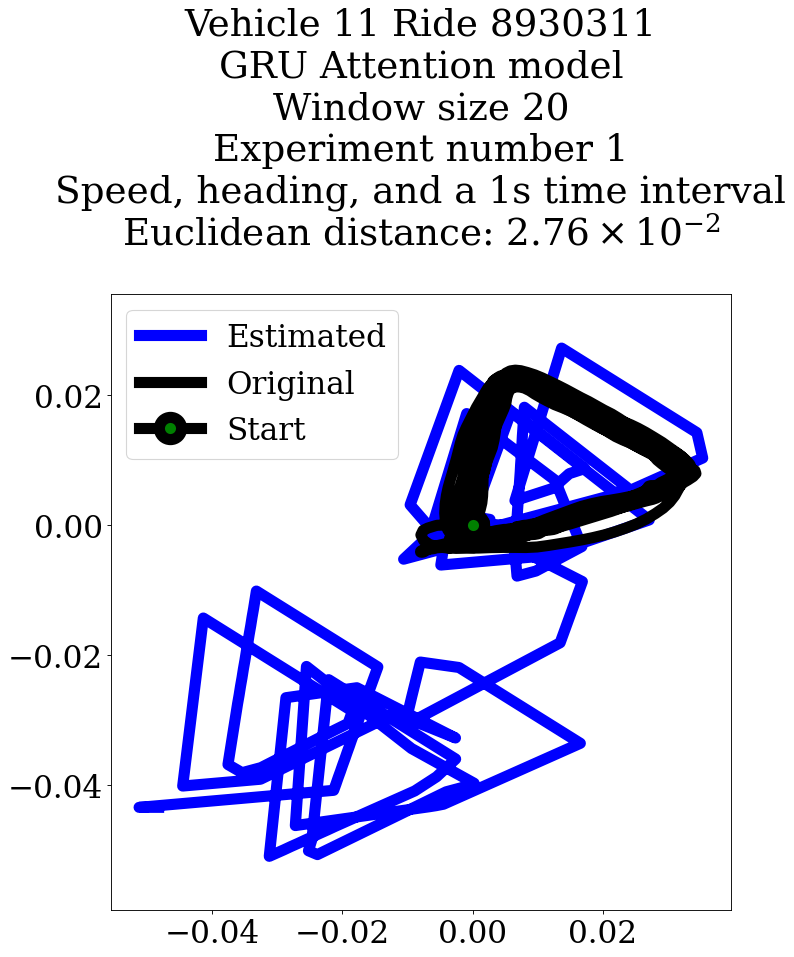 Vehicle 11 Ride 8930311
GRU Attention model
Window size 20
Experiment number 1
Speed, heading, and a 1s time interval
Euclidean distance: 2.76 × 10⁻²
Estimated
Original
Start
0.02
0.00
−0.02
−0.04
−0.04 −0.02 0.00 0.02